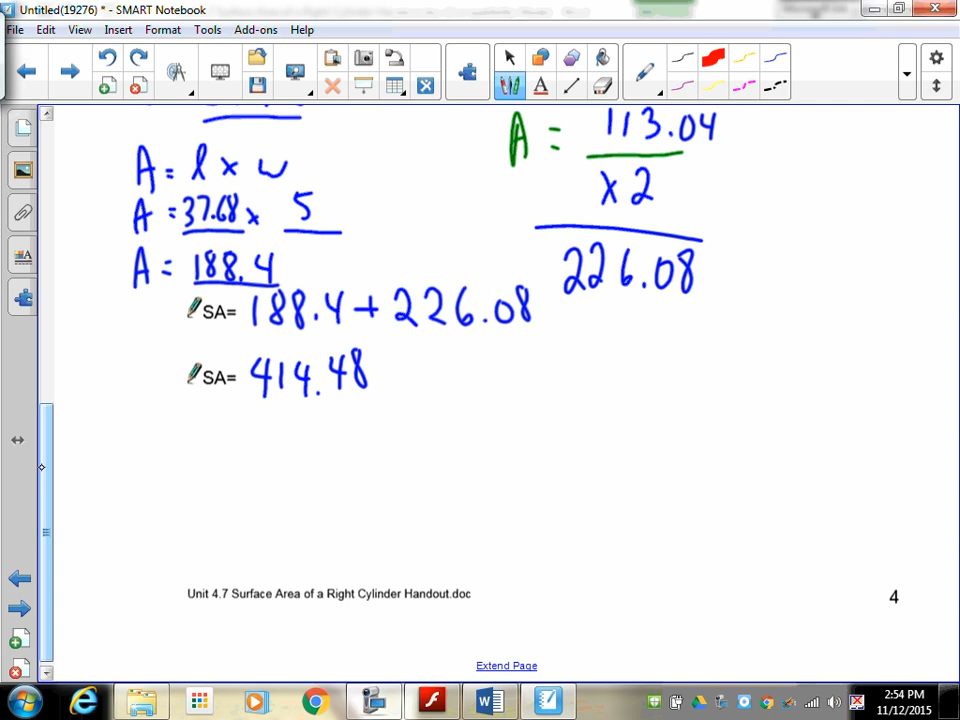 Untitled(19276) * - SMART Notebook
File Edit View Insert Format Tools Add-ons Help
A = 113.04
x 2
226.08
A = l x w
A = 37.68 x 5
A = 188.4
SA= 188.4 + 226.08
SA= 414.48
Unit 4.7 Surface Area of a Right Cylinder Handout.doc
4
Extend Page
2:54 PM
11/12/2015